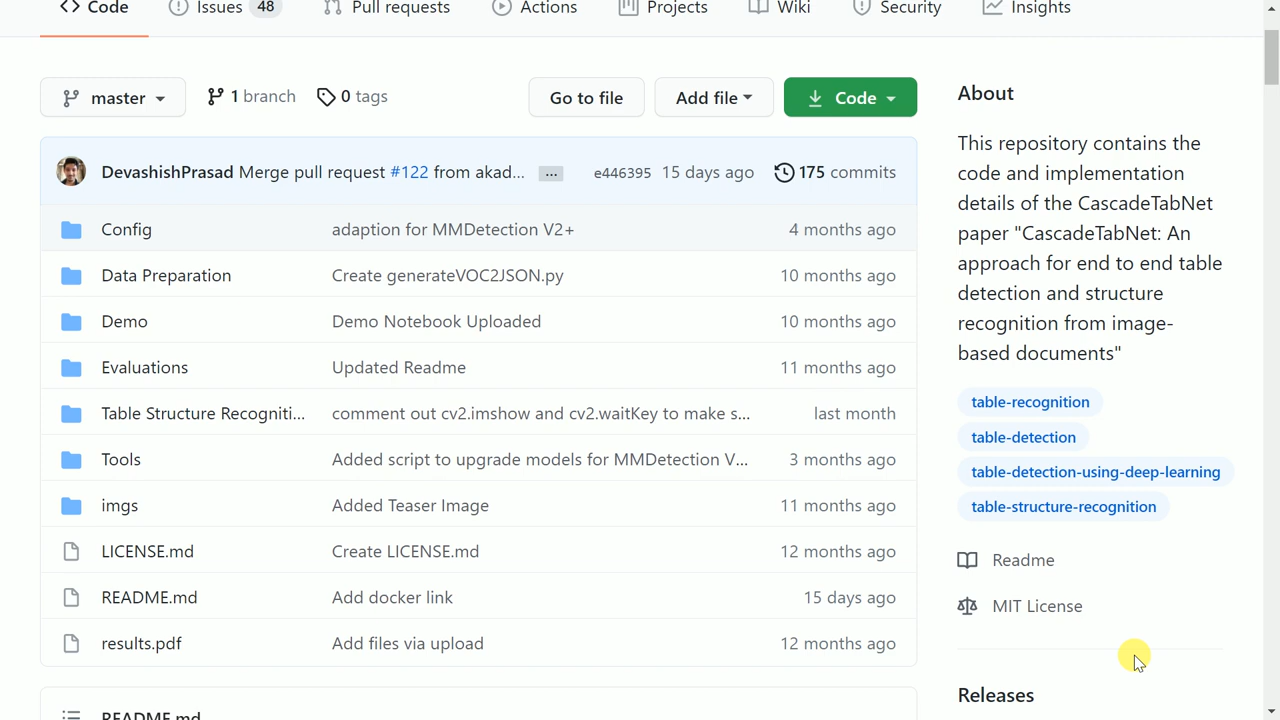 Code Issues 48 Pull requests Actions Projects Wiki Security Insights
master 1 branch 0 tags Go to file Add file Code
DevashishPrasad Merge pull request #122 from akad... ... e446395 15 days ago 175 commits
Config adaption for MMDetection V2+ 4 months ago
Data Preparation Create generateVOC2JSON.py 10 months ago
Demo Demo Notebook Uploaded 10 months ago
Evaluations Updated Readme 11 months ago
Table Structure Recogniti... comment out cv2.imshow and cv2.waitKey to make s... last month
Tools Added script to upgrade models for MMDetection V... 3 months ago
imgs Added Teaser Image 11 months ago
LICENSE.md Create LICENSE.md 12 months ago
README.md Add docker link 15 days ago
results.pdf Add files via upload 12 months ago
README.md
About
This repository contains the
code and implementation
details of the CascadeTabNet
paper "CascadeTabNet: An
approach for end to end table
detection and structure
recognition from image-
based documents"
table-recognition
table-detection
table-detection-using-deep-learning
table-structure-recognition
Readme
MIT License
Releases